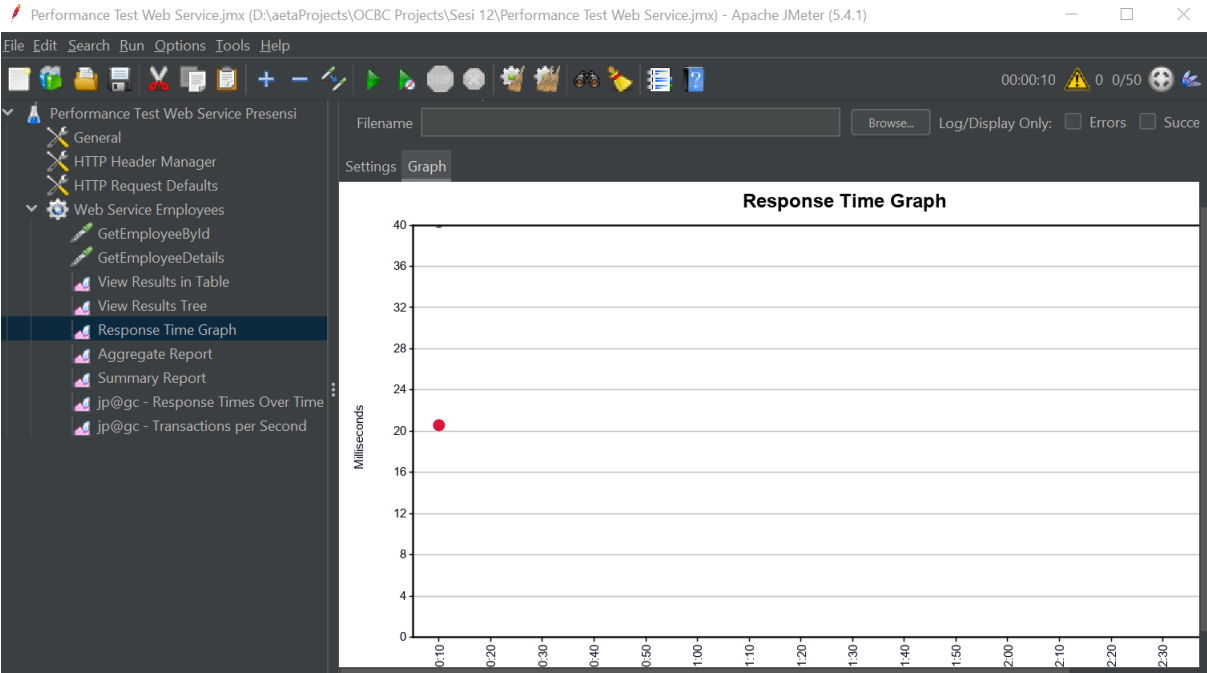 Performance Test Web Service.jmx (D:\aetaProjects\OCBC Projects\Sesi 12\Performance Test Web Service.jmx) - Apache JMeter (5.4.1)
File Edit Search Run Options Tools Help
STOP 00:00:10 0 0/50
Performance Test Web Service Presensi
General
HTTP Header Manager
HTTP Request Defaults
Web Service Employees
GetEmployeeById
GetEmployeeDetails
View Results in Table
View Results Tree
Response Time Graph
Aggregate Report
Summary Report
jp@gc - Response Times Over Time
jp@gc - Transactions per Second
Filename Browse... Log/Display Only: Errors Succe
Settings Graph
Response Time Graph
Milliseconds
40
36
32
28
24
20
16
12
8
4
0
0:10 0:20 0:30 0:40 0:50 1:00 1:10 1:20 1:30 1:40 1:50 2:00 2:10 2:20 2:30